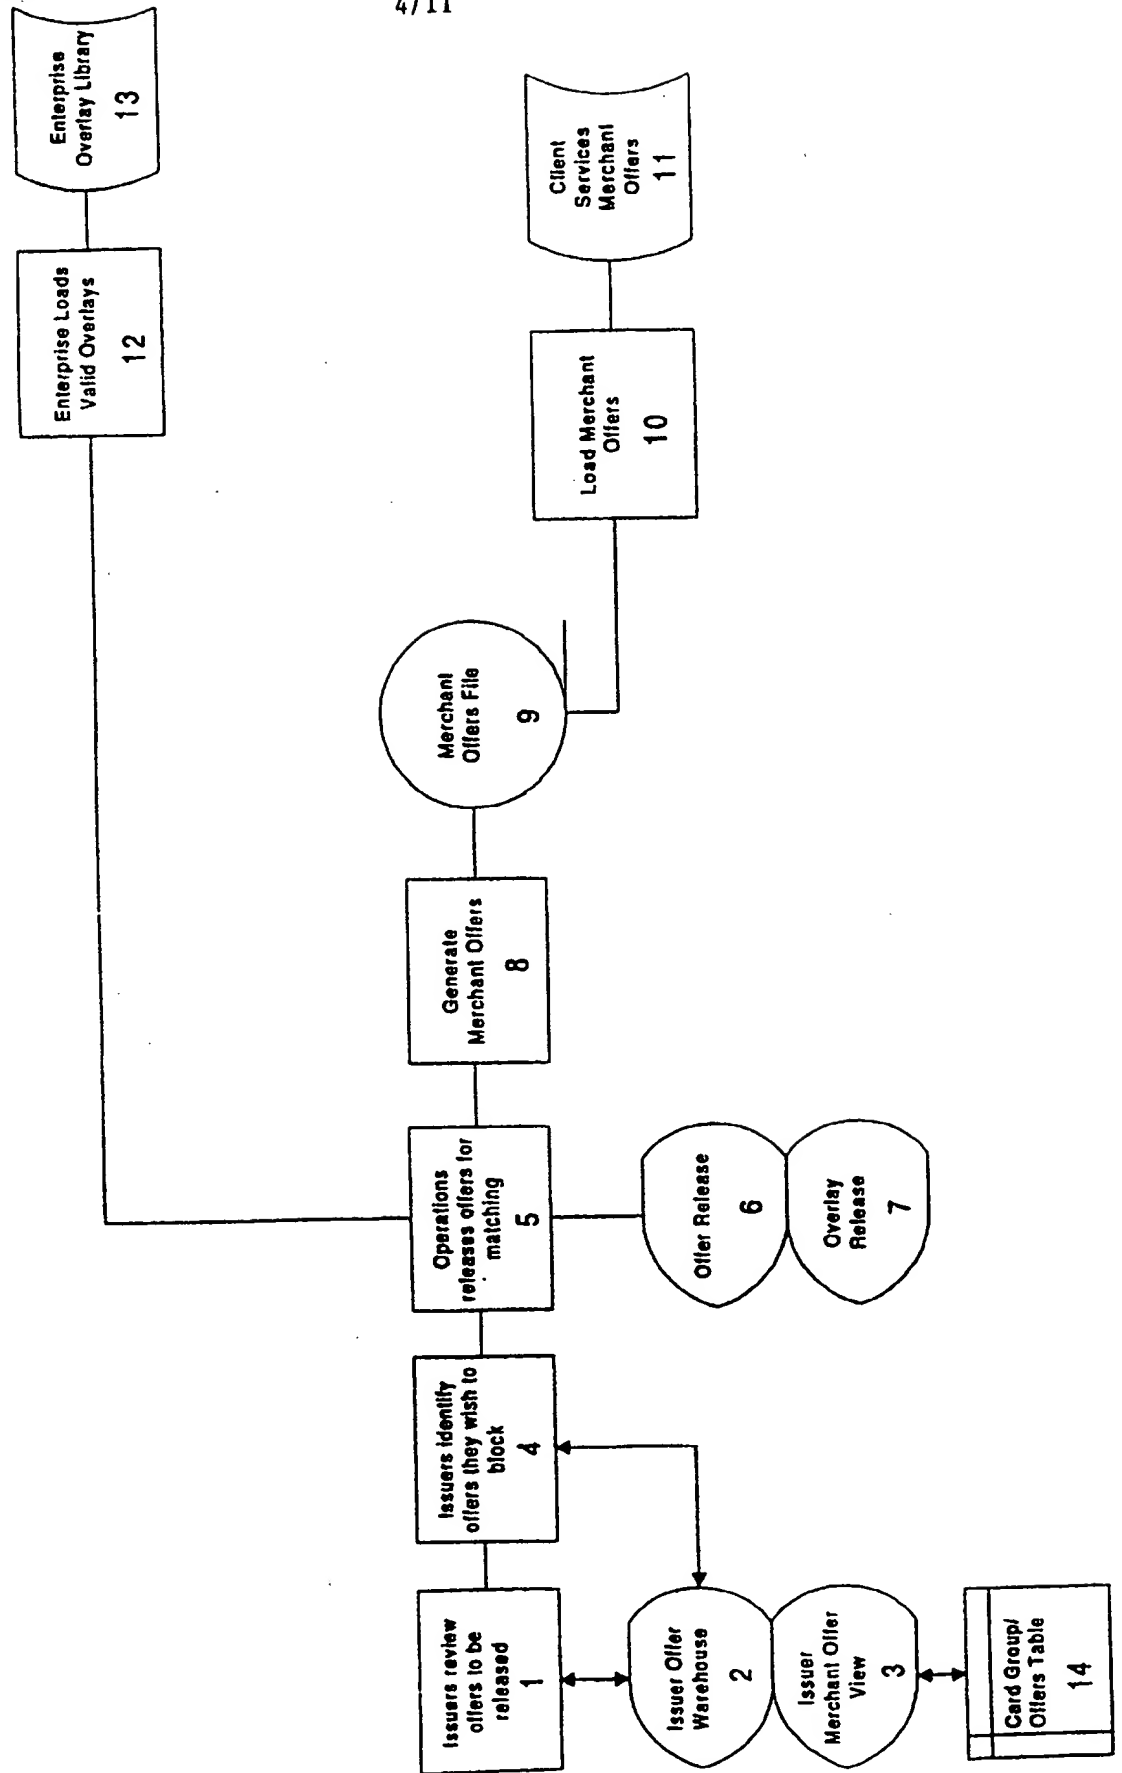 4/11
Enterprise
Overlay Library
13
Enterprise Loads
Valid Overlays
12
Client
Services
Merchant
Offers
11
Load Merchant
Offers
10
Merchant
Offers File
9
Generate
Merchant Offers
8
Operations
releases offers for
matching
5
Offer Release
6
Overlay
Release
7
Issuers identify
offers they wish to
block
4
Issuers review
offers to be
released
1
Issuer Offer
Warehouse
2
Issuer
Merchant Offer
View
3
Card Group/
Offers Table
14